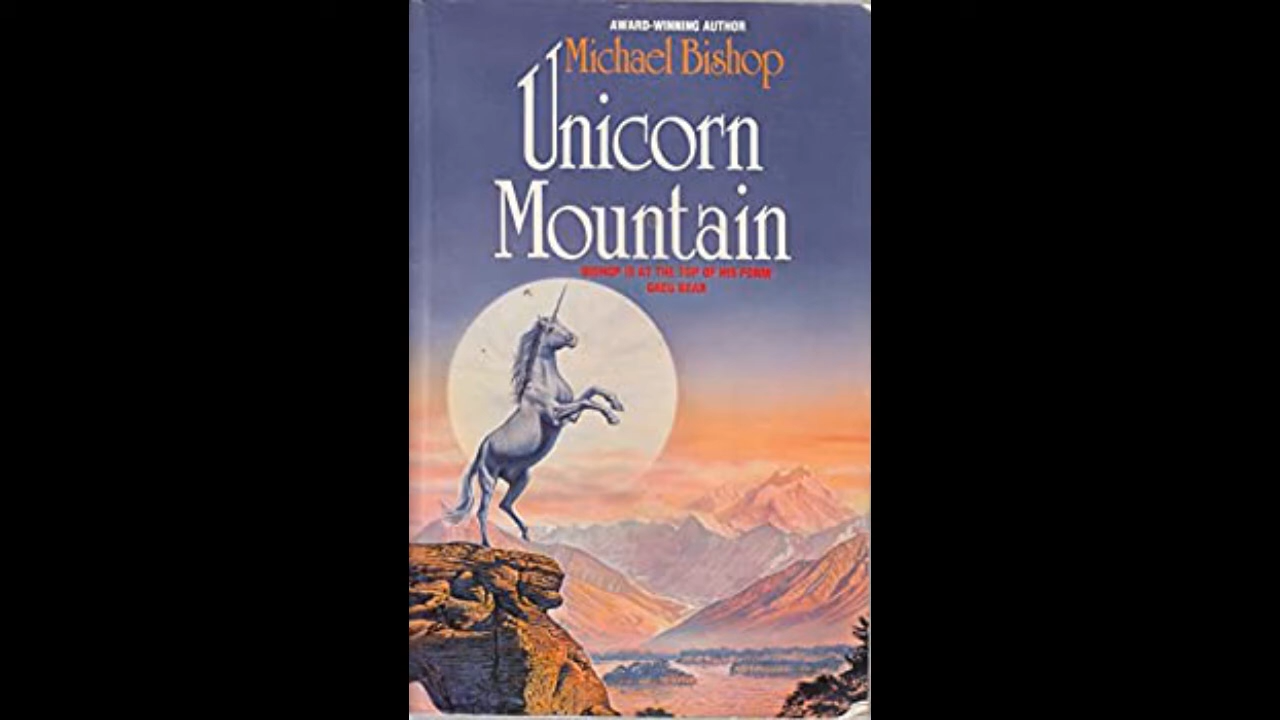 AWARD-WINNING AUTHOR
Michael Bishop
Unicorn
Mountain
BISHOP IS AT THE TOP OF HIS FORM
GREG BEAR